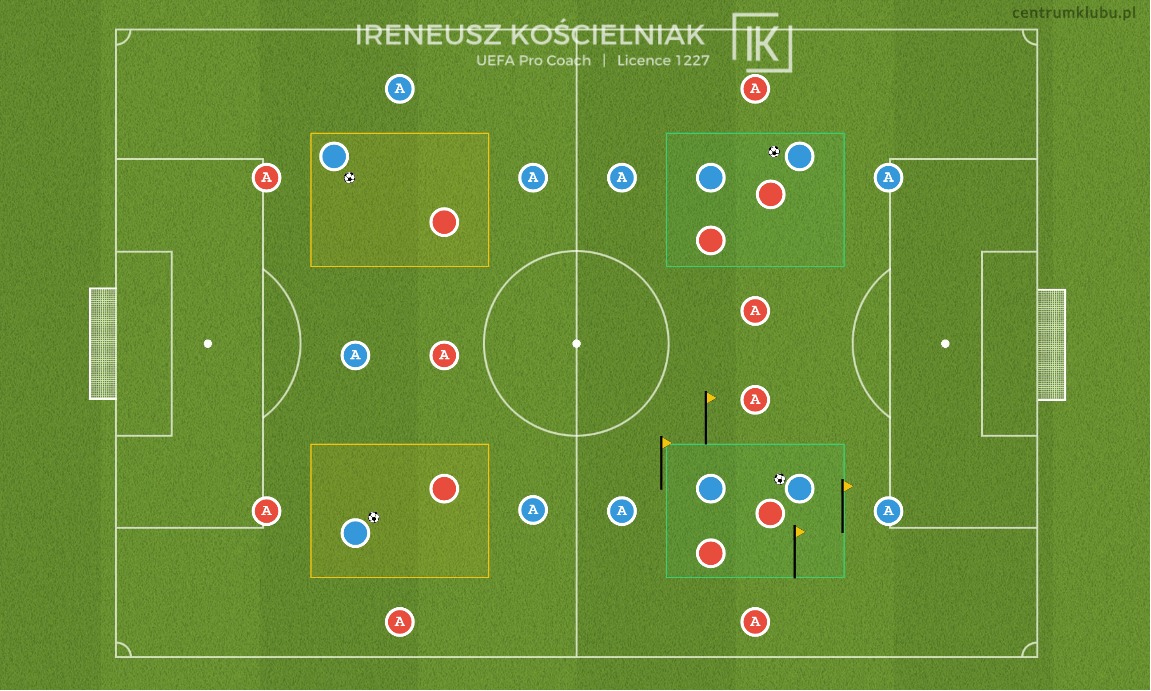 centrumklubu.pl
IRENEUSZ KOŚCIELNIAK
IK
UEFA Pro Coach | Licence 1227
A A
A A A A
A
A A
A
A A A A
A A